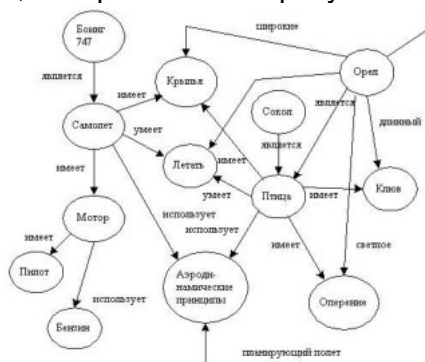 Боинг
747
широкие
является
имеет
Крылья
Орел
Сокол
является
длинный
Самолет
умеет
является
Летать
имеет
имеет
умеет
Птица
имеет
Клюв
Мотор
использует
использует
имеет
светлое
имеет
Пилот
Аэроди-
намические
принципы
Оперение
использует
Бензин
планирующий полет